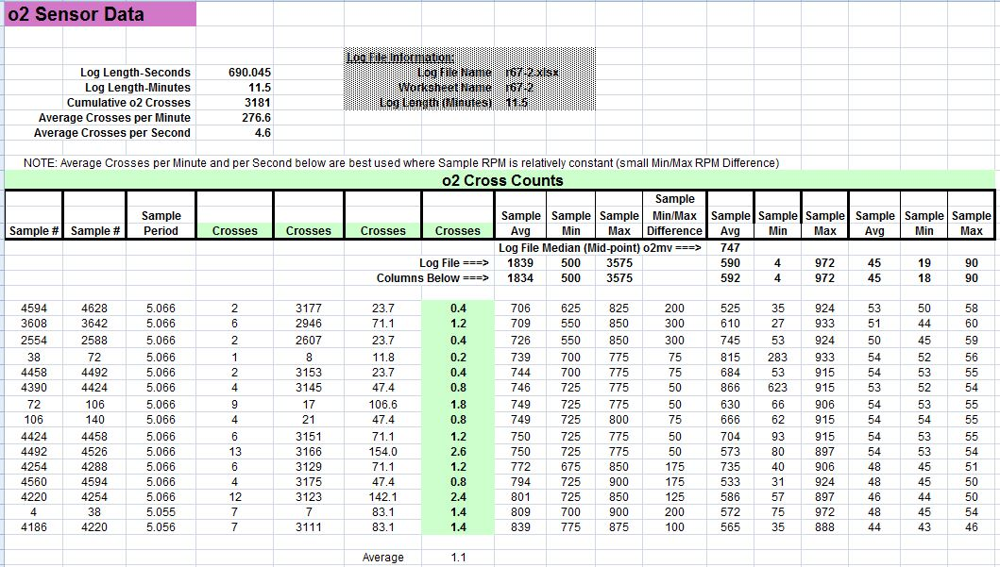 o2 Sensor Data
Log File Information:
Log Length-Seconds 690.045 Log File Name r67-2.xlsx
Log Length-Minutes 11.5 Worksheet Name r67-2
Cumulative o2 Crosses 3181 Log Length (Minutes) 11.5
Average Crosses per Minute 276.6
Average Crosses per Second 4.6
NOTE: Average Crosses per Minute and per Second below are best used where Sample RPM is relatively constant (small Min/Max RPM Difference)
o2 Cross Counts
Sample
Sample Sample Sample Sample Min/Max Sample Sample Sample Sample Sample Sample
Sample # Sample # Period Crosses Crosses Crosses Crosses Avg Min Max Difference Avg Min Max Avg Min Max
Log File Median (Mid-point) o2mv ===> 747
Log File ===> 1839 500 3575 590 4 972 45 19 90
Columns Below ===> 1834 500 3575 592 4 972 45 18 90
4594 4628 5.066 2 3177 23.7 0.4 706 625 825 200 525 35 924 53 50 58
3608 3642 5.066 6 2946 71.1 1.2 709 550 850 300 610 27 933 51 44 60
2554 2588 5.066 2 2607 23.7 0.4 726 550 850 300 745 53 924 50 45 59
38 72 5.066 1 8 11.8 0.2 739 700 775 75 815 283 933 54 52 56
4458 4492 5.066 2 3153 23.7 0.4 744 700 775 75 684 53 915 54 53 55
4390 4424 5.066 4 3145 47.4 0.8 746 725 775 50 866 623 915 53 52 54
72 106 5.066 9 17 106.6 1.8 749 725 775 50 630 66 906 54 53 55
106 140 5.066 4 21 47.4 0.8 749 725 800 75 666 62 915 54 54 55
4424 4458 5.066 6 3151 71.1 1.2 750 725 775 50 704 93 915 54 53 55
4492 4526 5.066 13 3166 154.0 2.6 750 725 775 50 573 80 897 54 53 54
4254 4288 5.066 6 3129 71.1 1.2 772 675 850 175 735 40 906 48 45 51
4560 4594 5.066 4 3175 47.4 0.8 794 725 900 175 533 31 924 48 45 50
4220 4254 5.066 12 3123 142.1 2.4 801 725 850 125 586 57 897 46 44 50
4 38 5.055 7 7 83.1 1.4 809 700 900 200 572 75 972 48 45 54
4186 4220 5.056 7 3111 83.1 1.4 839 775 875 100 565 35 888 44 43 46
Average 1.1